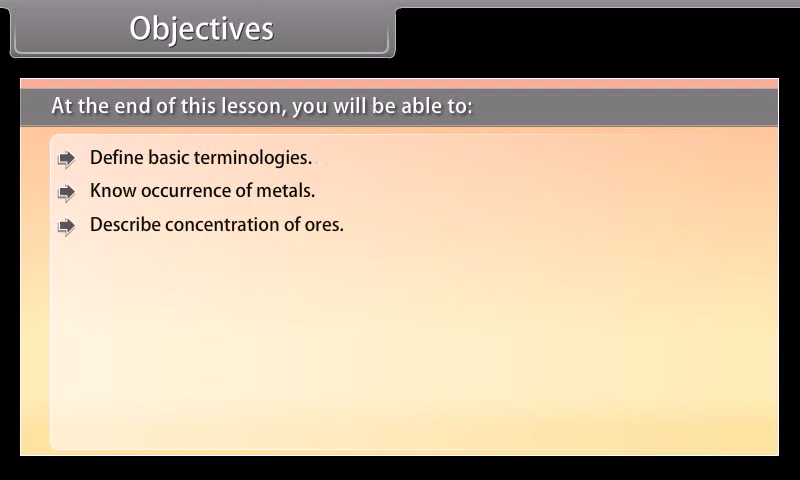 Objectives
At the end of this lesson, you will be able to:
Define basic terminologies.
Know occurrence of metals.
Describe concentration of ores.